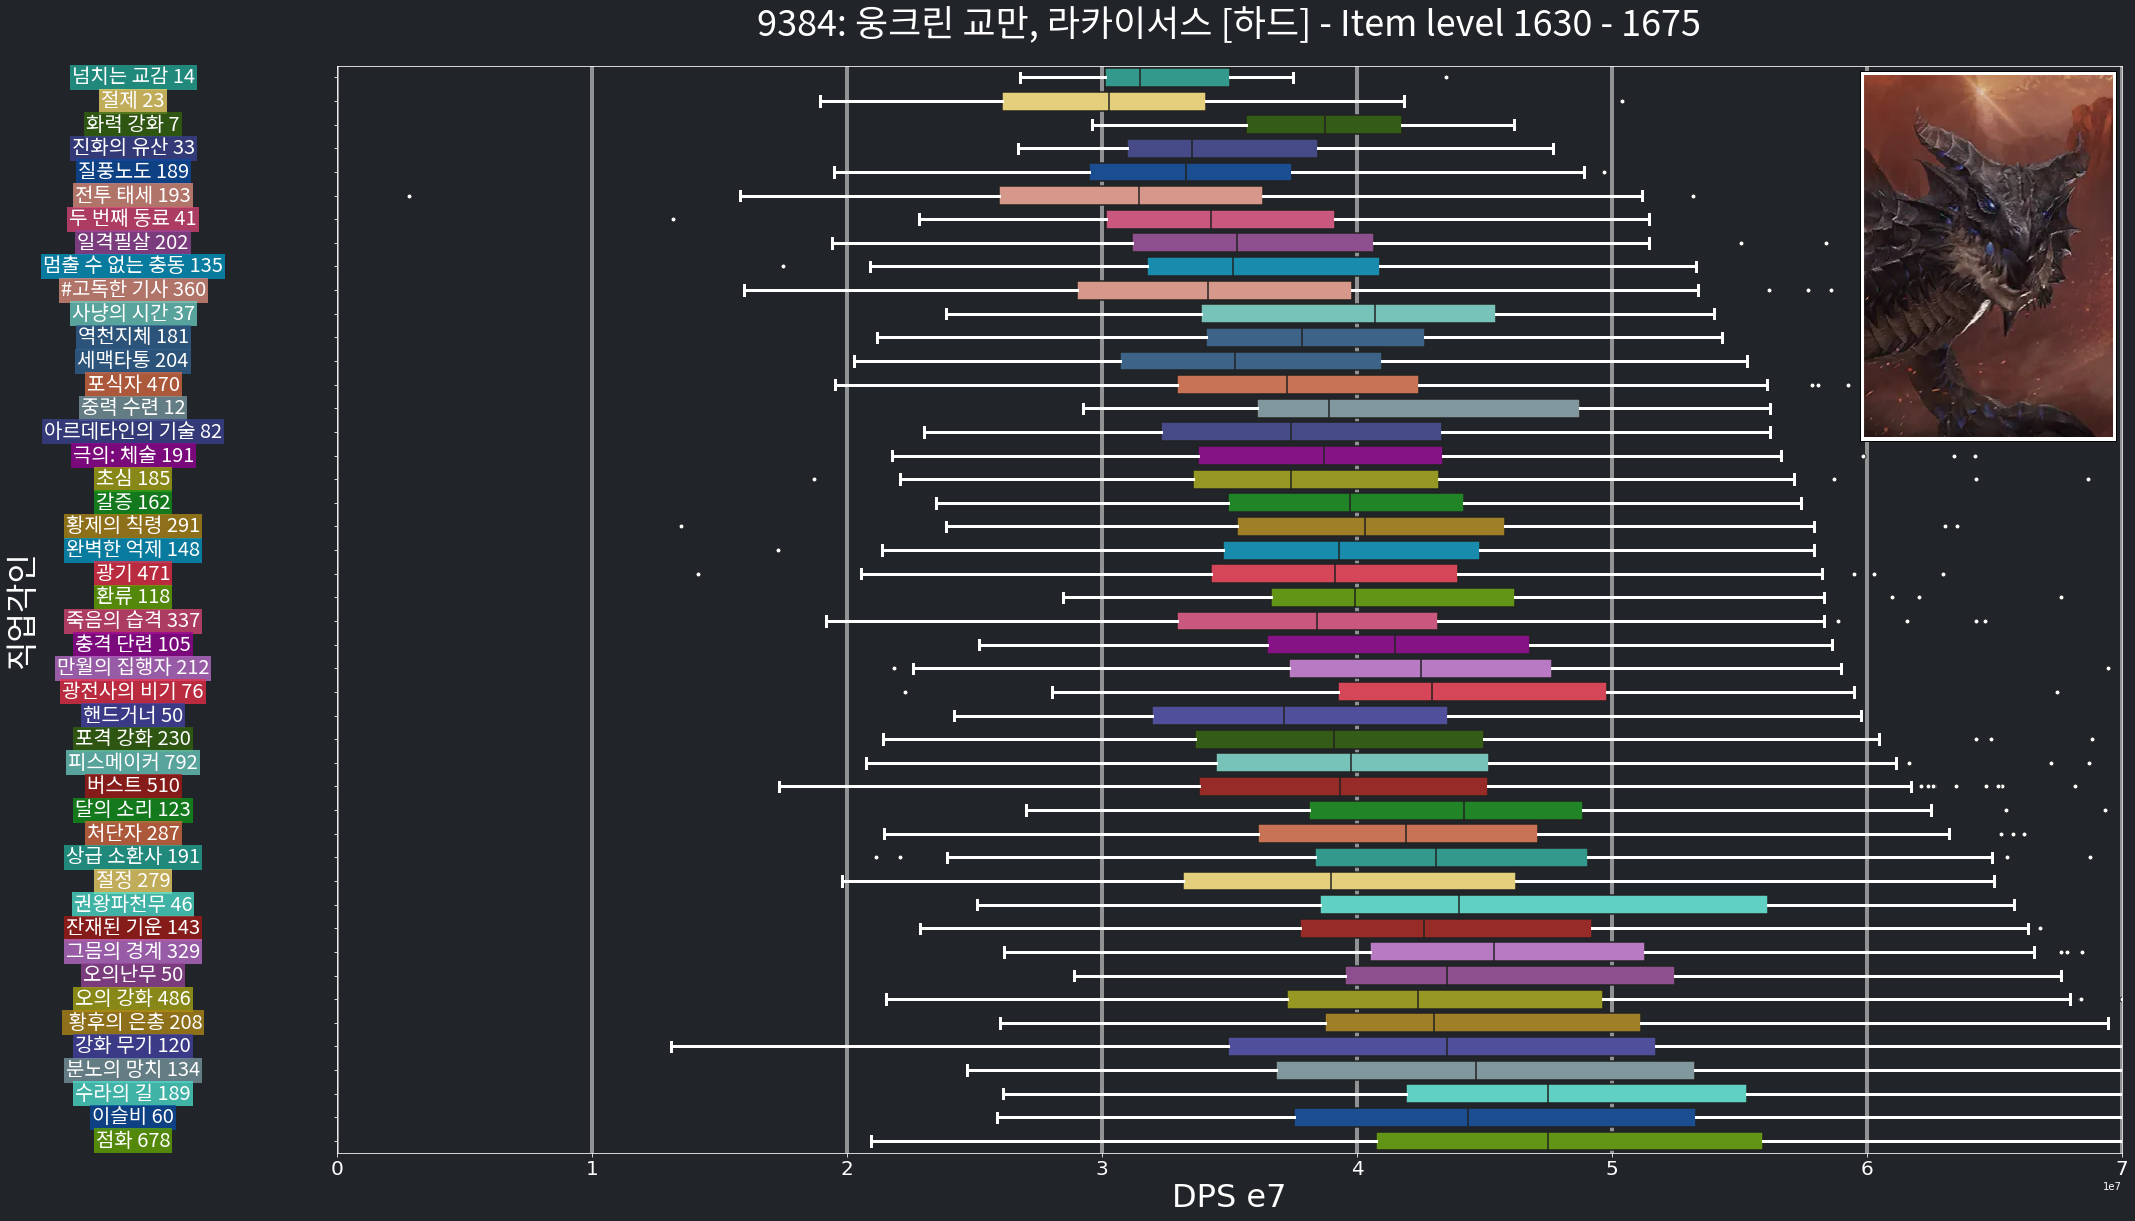 9384: 웅크린 교만, 라카이서스 [하드] - Item level 1630 - 1675
넘치는 교감 14
절제 23
화력 강화 7
진화의 유산 33
질풍노도 189
전투 태세 193
두 번째 동료 41
일격필살 202
멈출 수 없는 충동 135
#고독한 기사 360
사냥의 시간 37
역천지체 181
세맥타통 204
포식자 470
중력 수련 12
아르데타인의 기술 82
극의: 체술 191
초심 185
갈증 162
황제의 칙령 291
완벽한 억제 148
광기 471
환류 118
죽음의 습격 337
충격 단련 105
만월의 집행자 212
광전사의 비기 76
핸드거너 50
포격 강화 230
피스메이커 792
버스트 510
달의 소리 123
처단자 287
상급 소환사 191
절정 279
권왕파천무 46
잔재된 기운 143
그믐의 경계 329
오의난무 50
오의 강화 486
황후의 은총 208
강화 무기 120
분노의 망치 134
수라의 길 189
이슬비 60
점화 678
직업각인
0 1 2 3 4 5 6 7
1e7
DPS e7